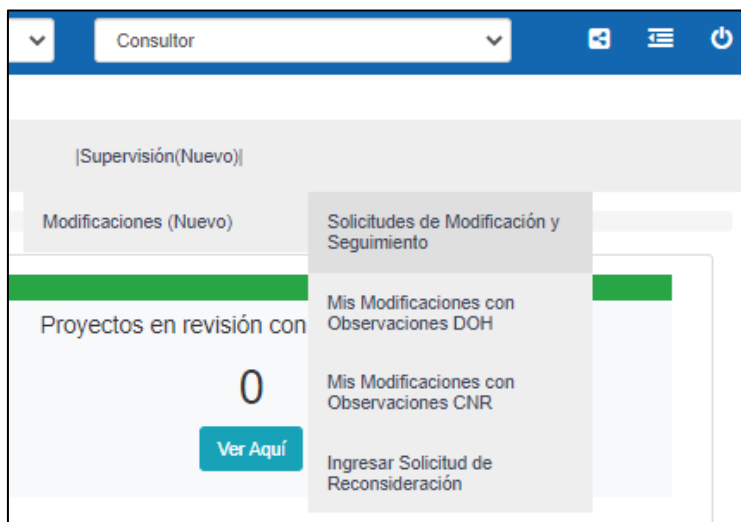 Consultor
|Supervisión(Nuevo)|
Modificaciones (Nuevo)
Solicitudes de Modificación y
Seguimiento
Mis Modificaciones con
Observaciones DOH
Mis Modificaciones con
Observaciones CNR
Ingresar Solicitud de
Reconsideración
Proyectos en revisión con
0
Ver Aquí